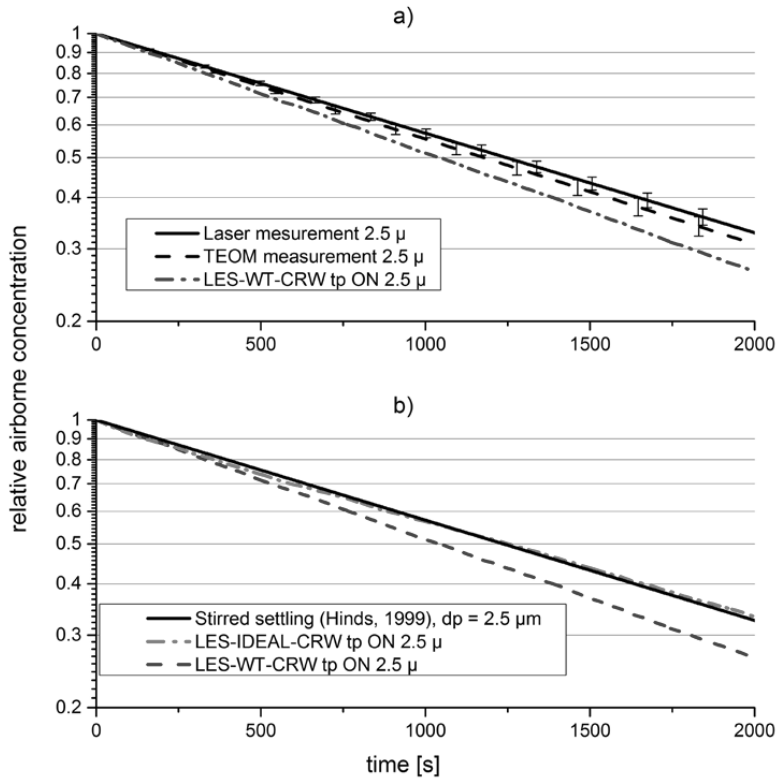 a)
1
0.9
0.8
0.7
0.6
0.5
0.4
0.3
0.2
Laser mesurement 2.5 µ
TEOM measurement 2.5 µ
LES-WT-CRW tp ON 2.5 µ
0 500 1000 1500 2000
relative airborne concentration
b)
1
0.9
0.8
0.7
0.6
0.5
0.4
0.3
0.2
Stirred settling (Hinds, 1999), dp = 2.5 µm
LES-IDEAL-CRW tp ON 2.5 µ
LES-WT-CRW tp ON 2.5 µ
0 500 1000 1500 2000
time [s]